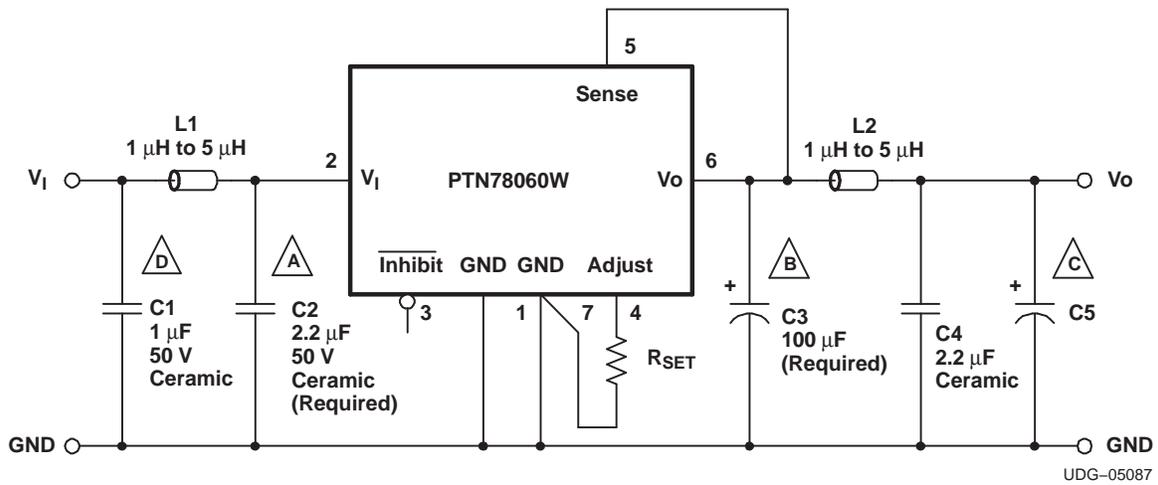 5
Sense
L1
1 μH to 5 μH
L2
1 μH to 5 μH
2
6
VI
VI
PTN78060W
Vo
Vo
D
A
B
C
Inhibit
GND
GND
Adjust
3
1
7
4
+
+
C1
1 μF
50 V
Ceramic
C2
2.2 μF
50 V
Ceramic
(Required)
RSET
C3
100 μF
(Required)
C4
2.2 μF
Ceramic
C5
GND
GND
UDG–05087